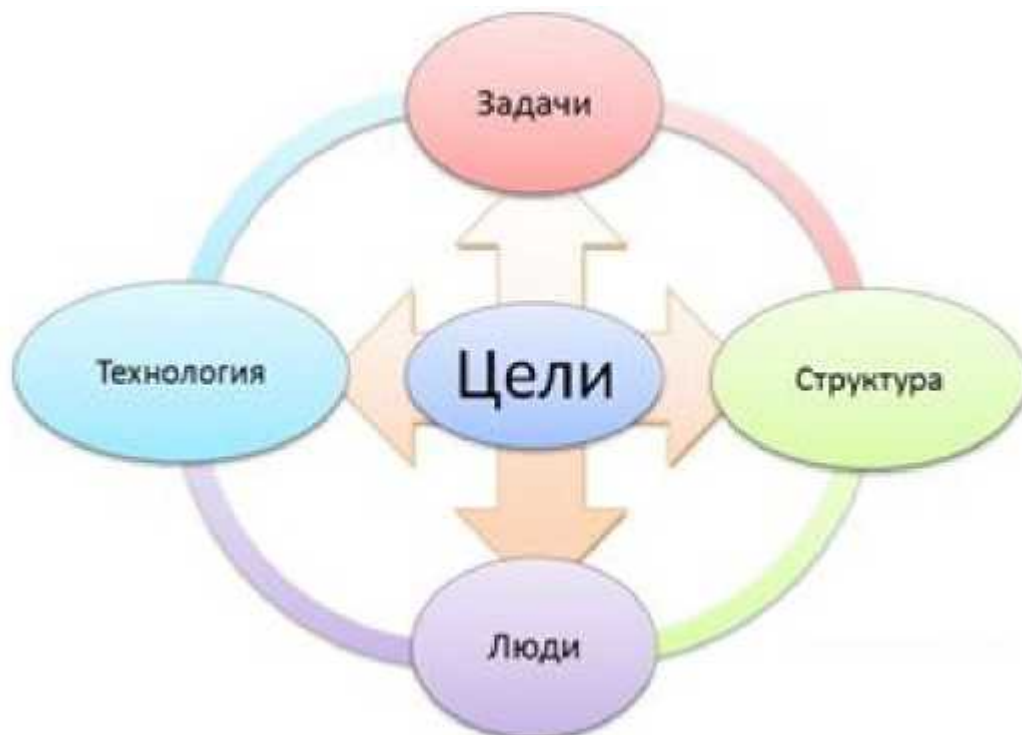 Задачи
Технология
Цели
Структура
Люди